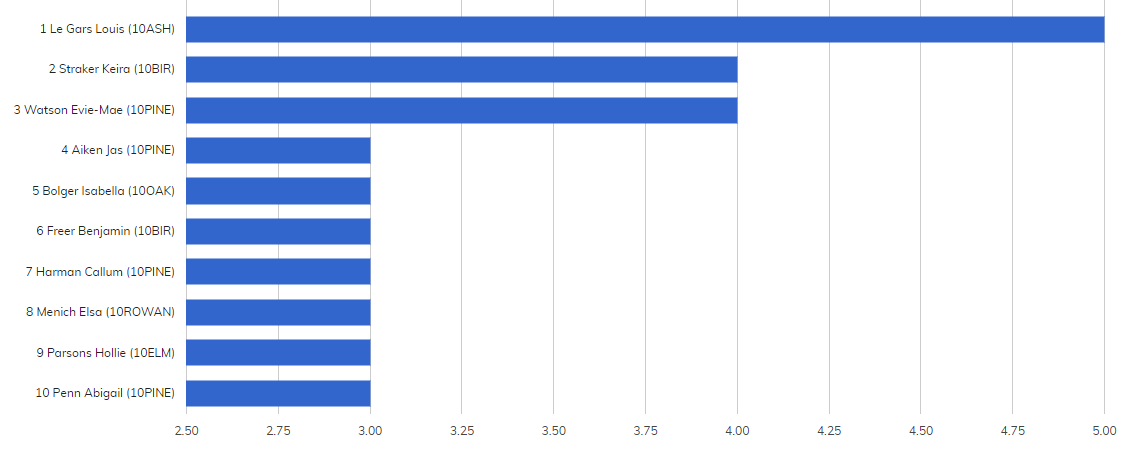 1 Le Gars Louis (10ASH)
2 Straker Keira (10BIR)
3 Watson Evie-Mae (10PINE)
4 Aiken Jas (10PINE)
5 Bolger Isabella (10OAK)
6 Freer Benjamin (10BIR)
7 Harman Callum (10PINE)
8 Menich Elsa (10ROWAN)
9 Parsons Hollie (10ELM)
10 Penn Abigail (10PINE)
2.50 2.75 3.00 3.25 3.50 3.75 4.00 4.25 4.50 4.75 5.00